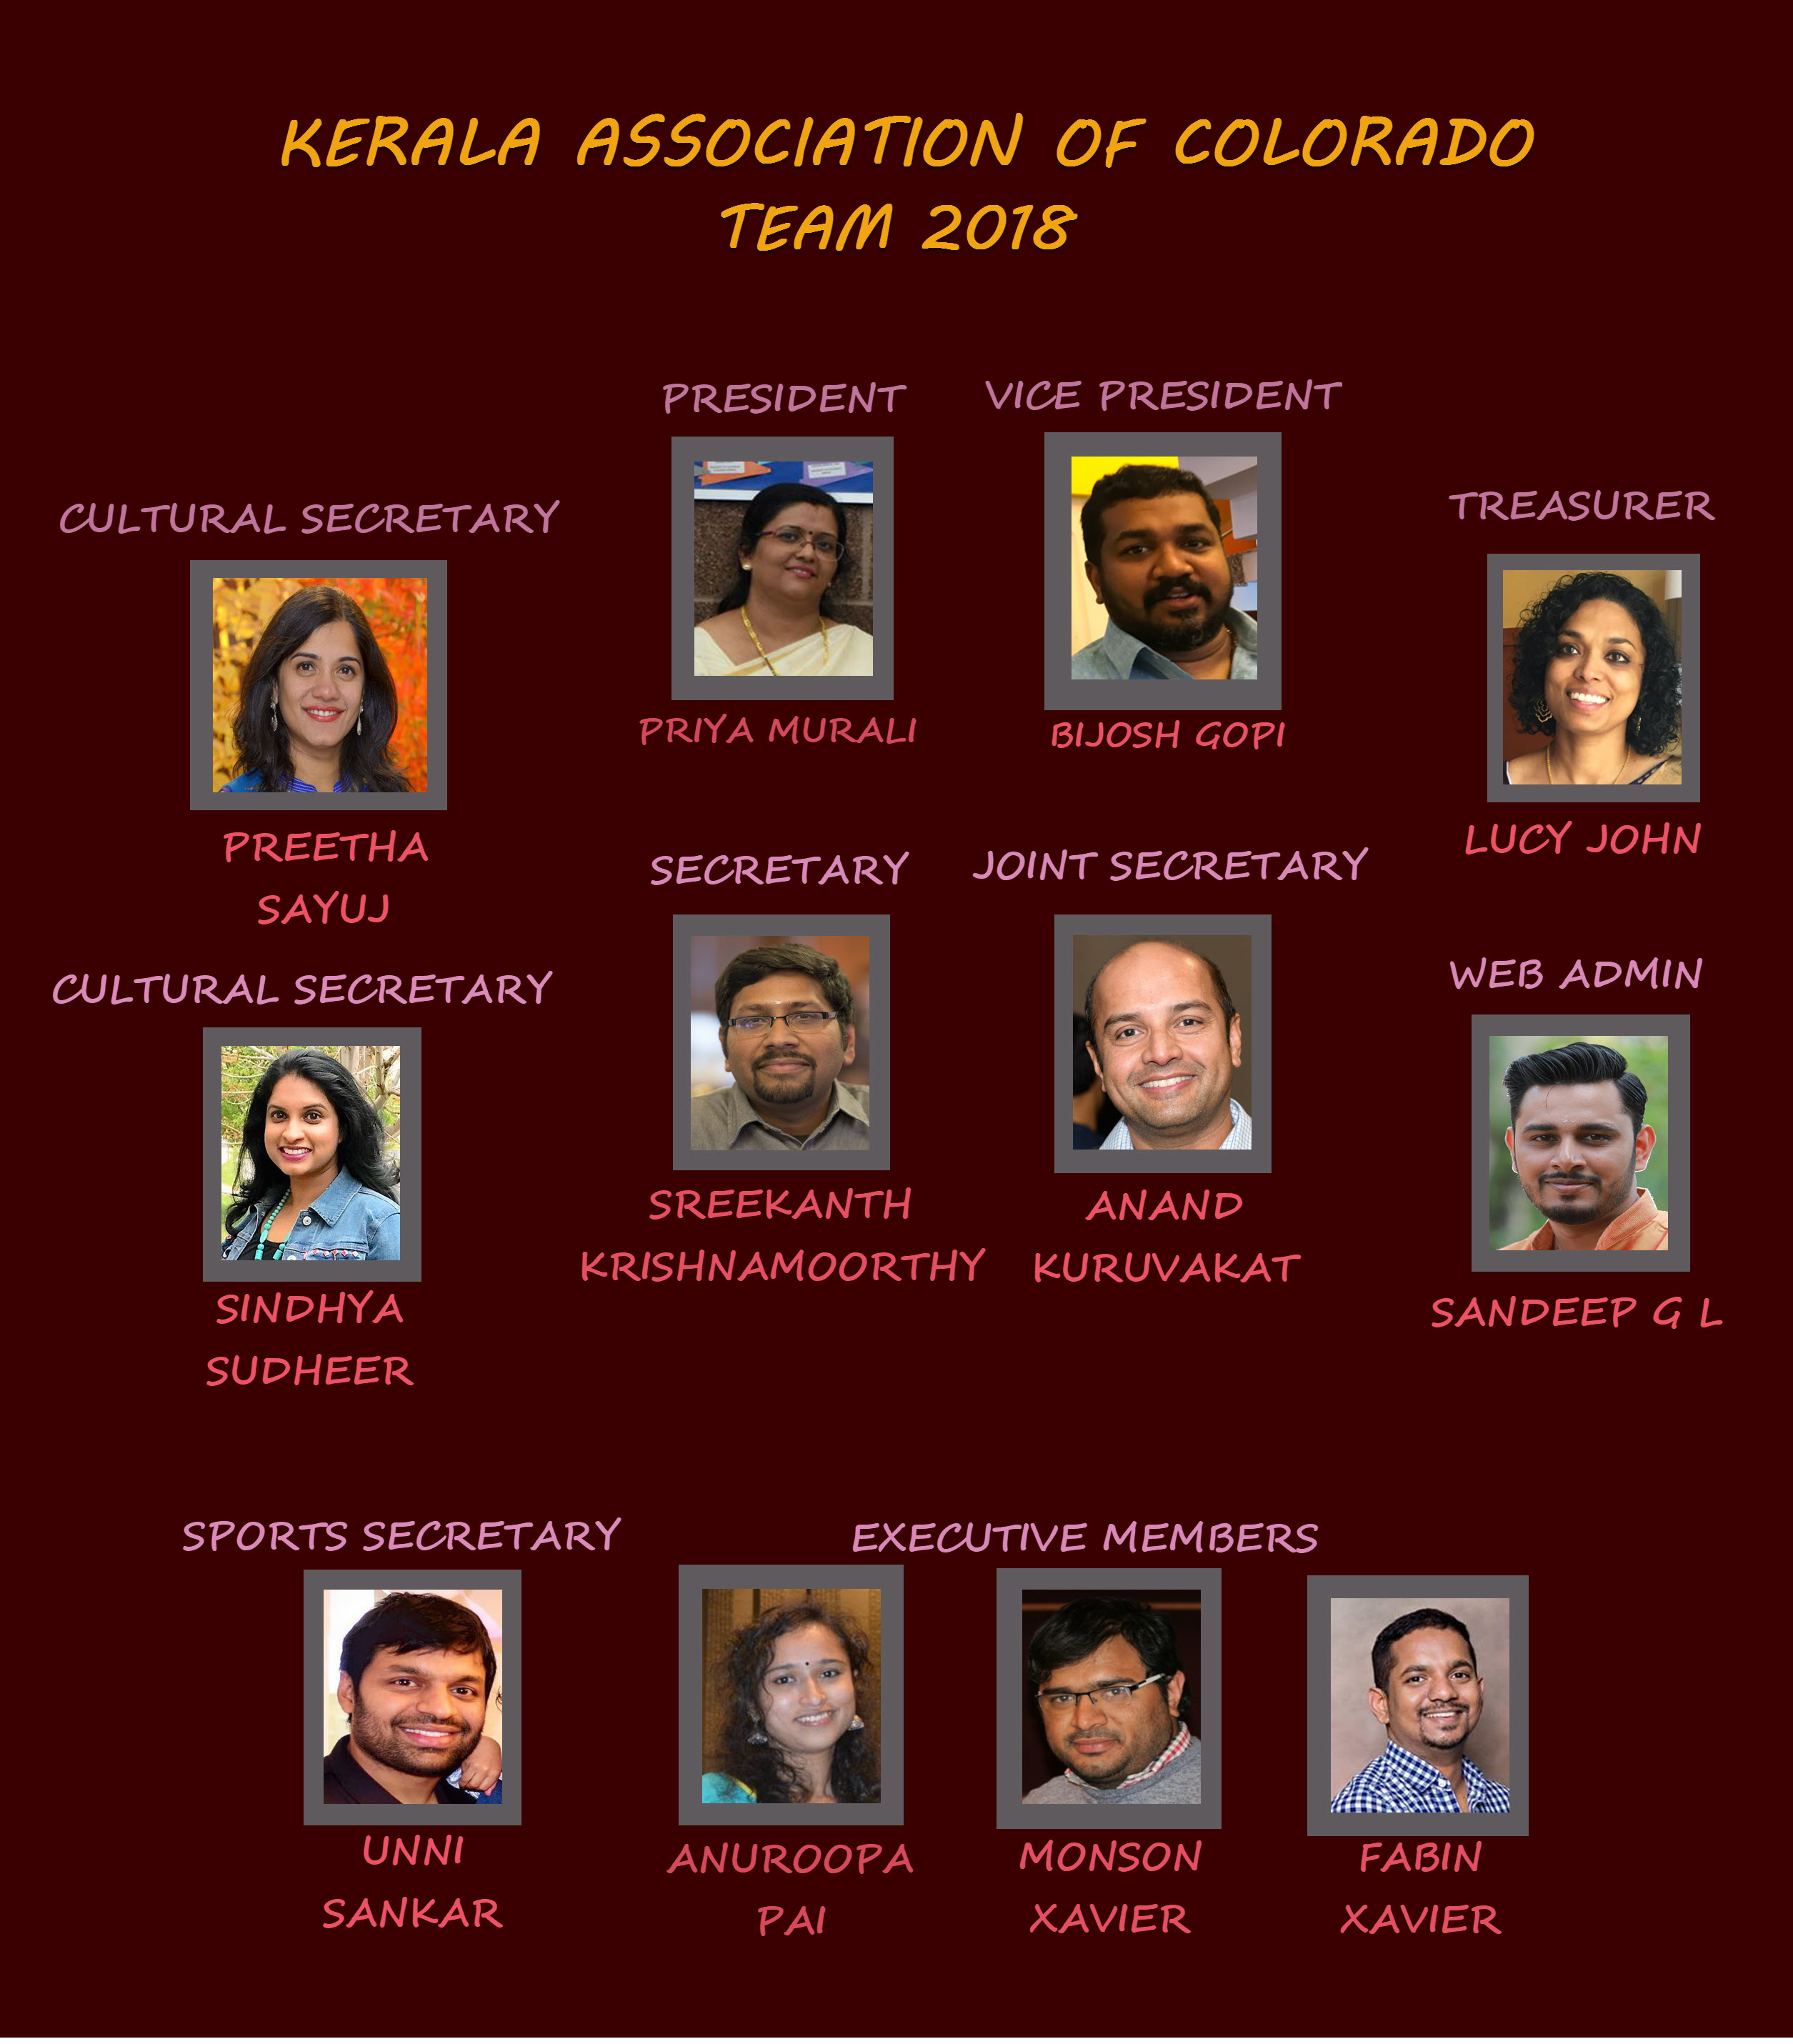 KERALA ASSOCIATION OF COLORADO
TEAM 2018
PRESIDENT
PRIYA MURALI
VICE PRESIDENT
BIJOSH GOPI
CULTURAL SECRETARY
PREETHA
SAYUJ
TREASURER
LUCY JOHN
SECRETARY
SREEKANTH
KRISHNAMOORTHY
JOINT SECRETARY
ANAND
KURUVAKAT
CULTURAL SECRETARY
SINDHYA
SUDHEER
WEB ADMIN
SANDEEP G L
SPORTS SECRETARY
UNNI
SANKAR
EXECUTIVE MEMBERS
ANUROOPA
PAI
MONSON
XAVIER
FABIN
XAVIER